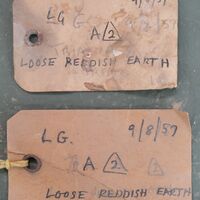 LG G
A 2
LOOSE REDDISH EARTH
LG. 9/8/57
A 2
LOOSE REDDISH EARTH